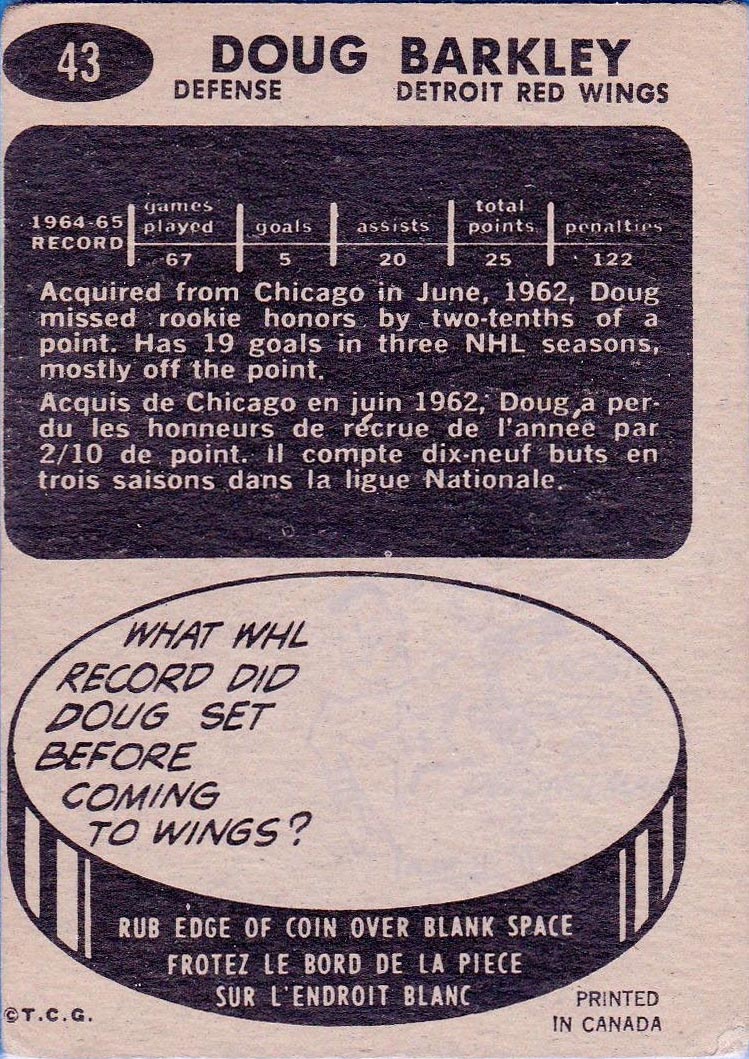 43
DOUG BARKLEY
DEFENSE DETROIT RED WINGS
1964-65 RECORD
games played goals assists total points penalties
67 5 20 25 122
Acquired from Chicago in June, 1962, Doug
missed rookie honors by two-tenths of a
point. Has 19 goals in three NHL seasons,
mostly off the point.
Acquis de Chicago en juin 1962, Doug a per-
du les honneurs de récrue de l'année par
2/10 de point. Il compte dix-neuf buts en
trois saisons dans la ligue Nationale.
WHAT WHL
RECORD DID
DOUG SET
BEFORE
COMING
TO WINGS?
RUB EDGE OF COIN OVER BLANK SPACE
FROTEZ LE BORD DE LA PIECE
SUR L'ENDROIT BLANC
©T.C.G.
PRINTED
IN CANADA